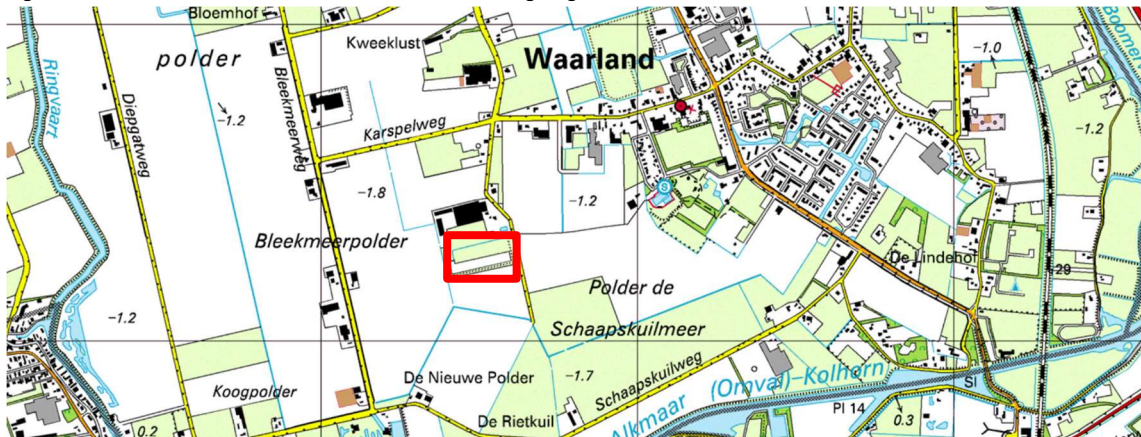 Bloemhof
Kweeklust
Waarland
polder
Ringvaart
Diepgatweg
Bleekmeerweg
Karspelweg
-1.2
-1.0
-1.2
-1.8
-1.2
S
Bleekmeerpolder
De Lindehof
29
Polder de
Schaapskuilmeer
-1.2
Koogpolder
De Nieuwe Polder
-1.7
Schaapskuilweg
(Omval)-Kolhorn
Alkmaar
Sl
Pl 14
0.3
De Rietkuil
0.2